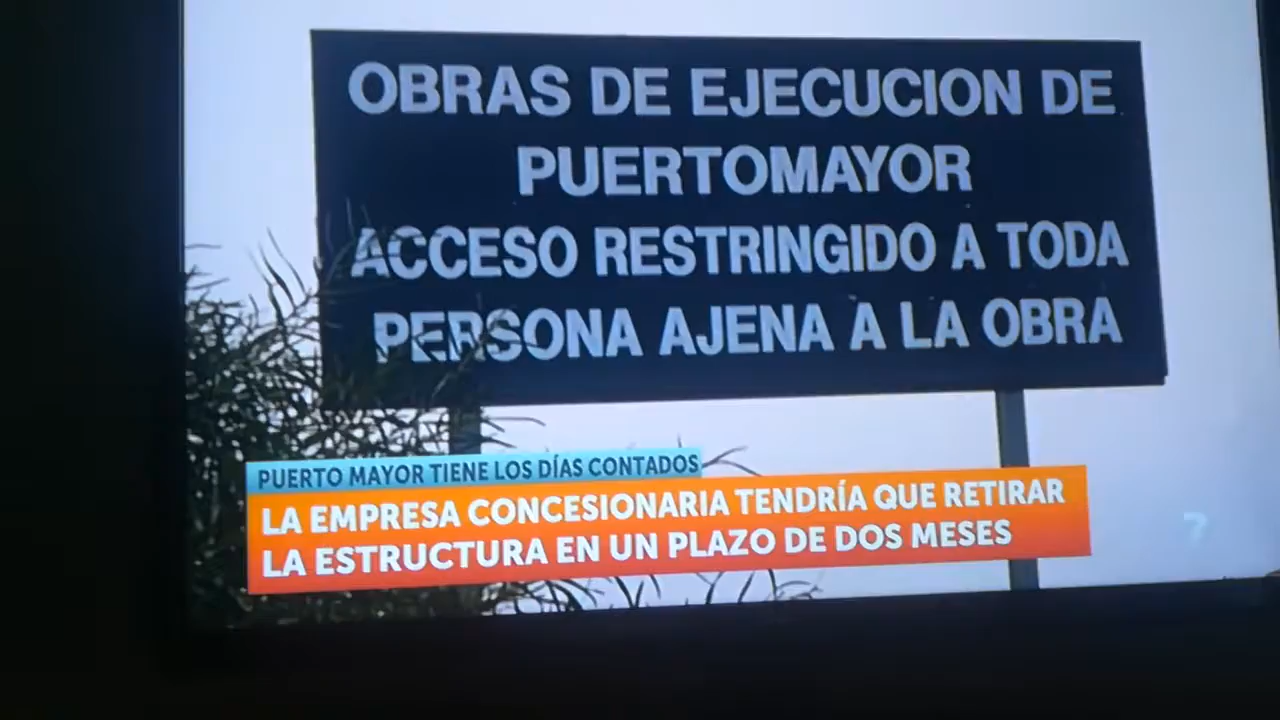 OBRAS DE EJECUCION DE
PUERTOMAYOR
ACCESO RESTRINGIDO A TODA
PERSONA AJENA A LA OBRA
PUERTO MAYOR TIENE LOS DÍAS CONTADOS
LA EMPRESA CONCESIONARIA TENDRÍA QUE RETIRAR
LA ESTRUCTURA EN UN PLAZO DE DOS MESES
7